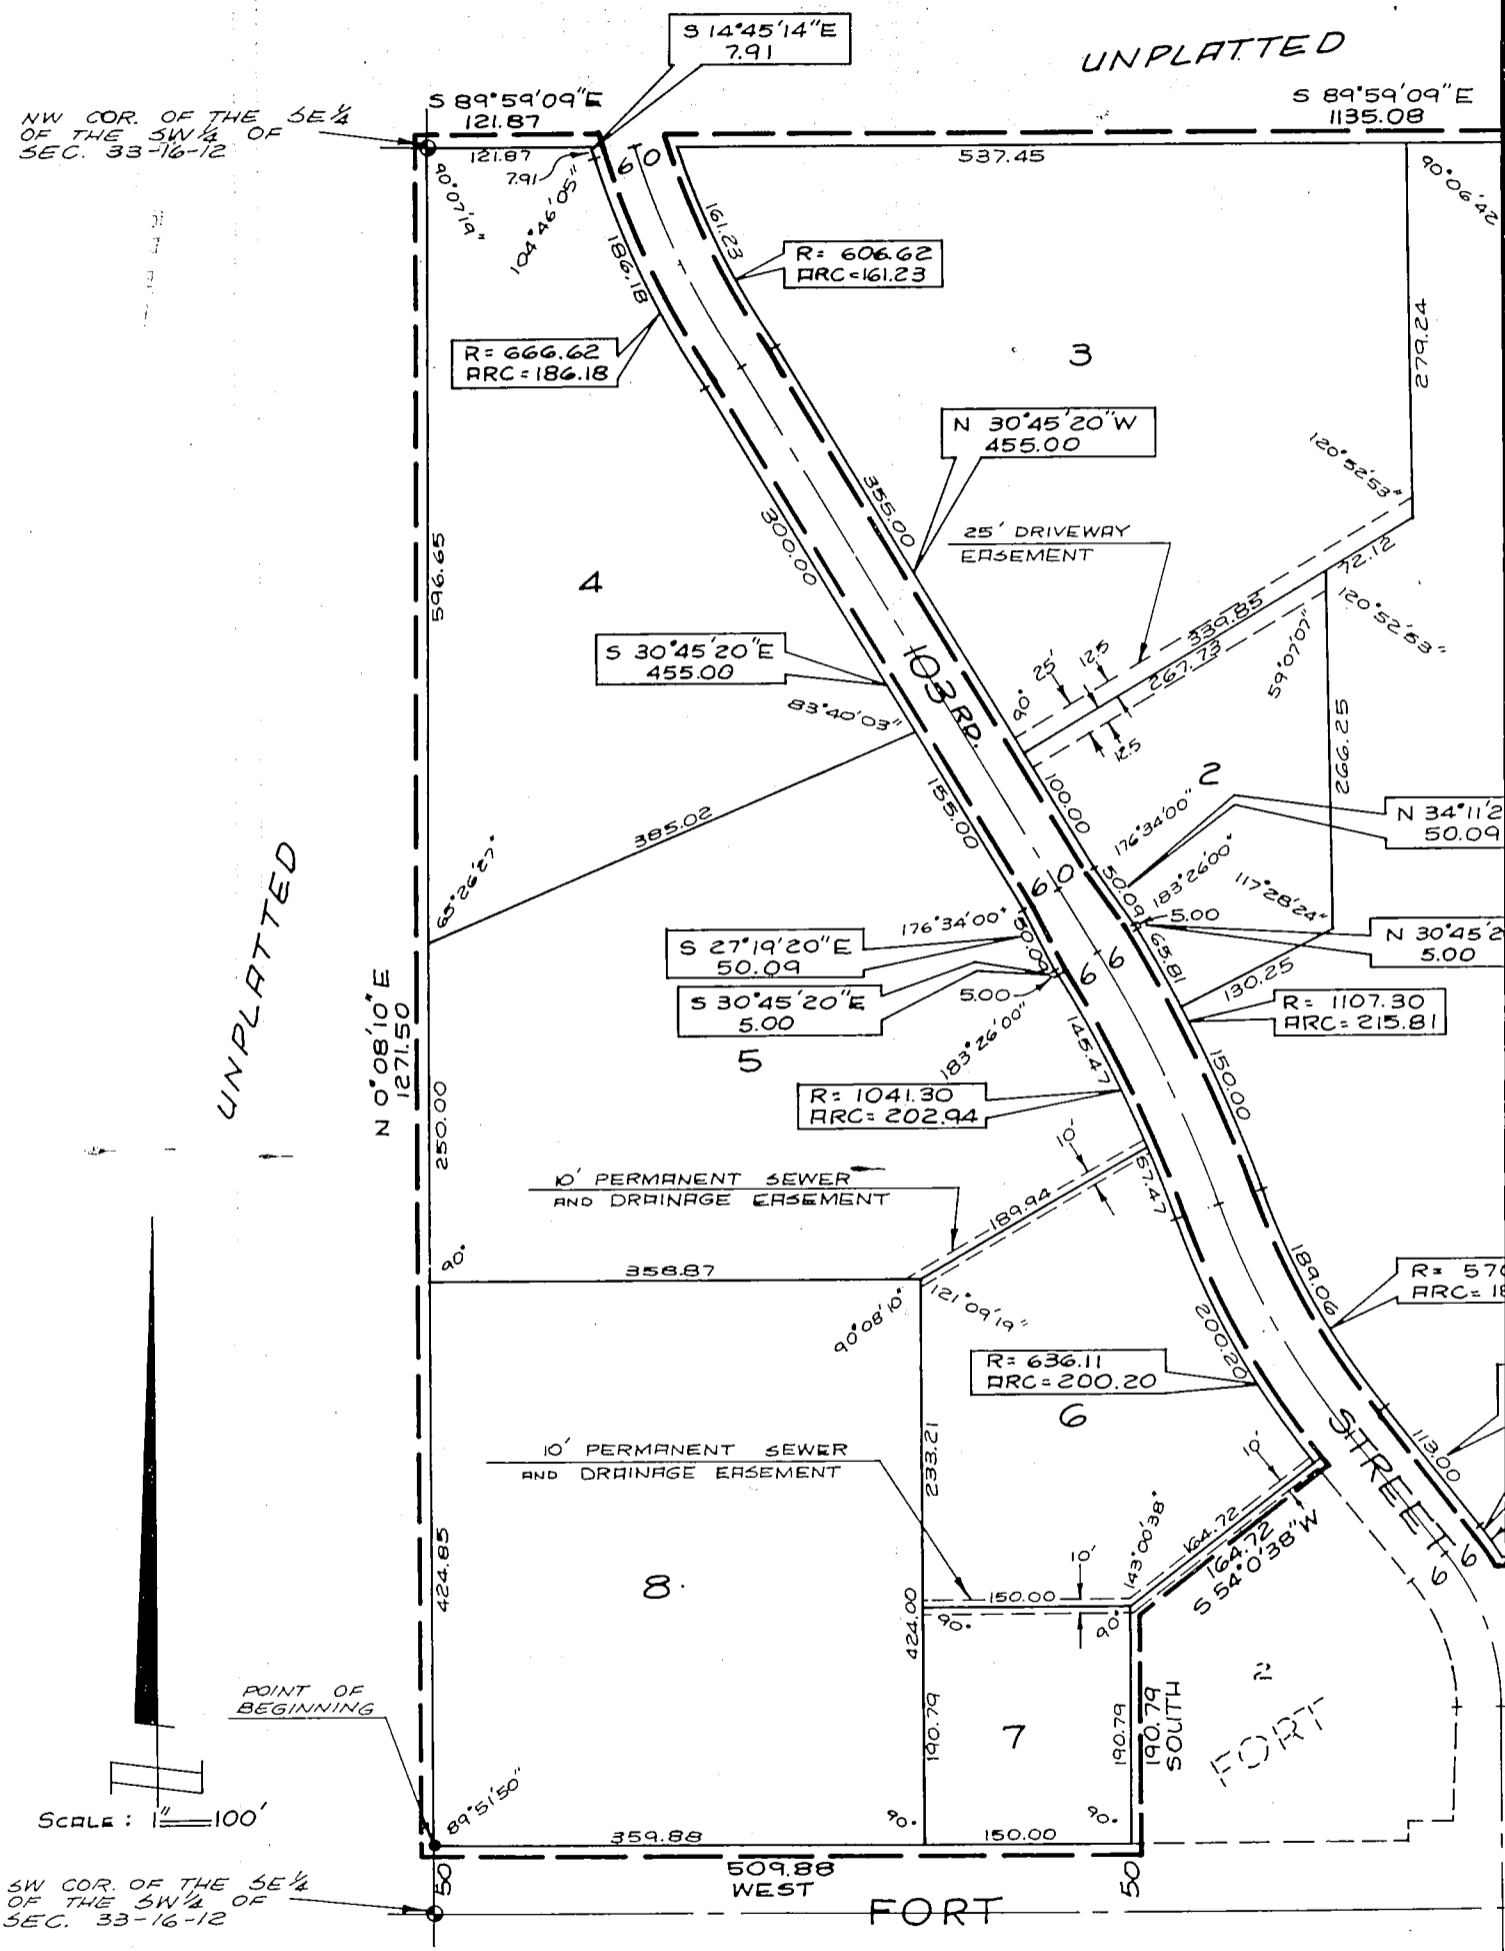 S 14°45'14"E
7.91
UNPLATTED
S 89°59'09"E
121.87
S 89°59'09"E
1135.08
NW COR. OF THE SE¼
OF THE SW¼ OF
SEC. 33-16-12
121.87
7.91
60
537.45
90°07'19"
104°46'05"
90°06'42
186.18
161.23
R= 606.62
ARC=161.23
R= 666.62
ARC=186.18
3
279.24
N 30°45'20"W
455.00
120°52'53"
355.00
300.00
25' DRIVEWAY
EASEMENT
72.12
596.65
4
339.85
120°52'53"
267.73
59°07'07"
S 30°45'20"E
455.00
103 RD.
90°
25'
12.5
12.5
83°40'03"
266.25
155.00
100.00
2
385.02
176°34'00"
N 34°11'2
50.09
65°26'27"
60
50.09
183°26'00"
117°28'24"
UNPLATTED
176°34'00"
50.09
5.00
N 30°45'2
5.00
S 27°19'20"E
50.09
66
65.81
130.25
S 30°45'20"E
5.00
5.00
R= 1107.30
ARC= 215.81
N 0°08'10"E
1271.50
5
183°26'00"
145.47
150.00
R= 1041.30
ARC= 202.94
250.00
10'
10' PERMANENT SEWER
AND DRAINAGE EASEMENT
57.47
189.94
90°
358.87
189.06
R= 570
ARC= 18
90°08'10"
121°09'19"
200.20
R= 636.11
ARC=200.20
6
STREET
113.00
10' PERMANENT SEWER
AND DRAINAGE EASEMENT
233.21
10'
143°00'38"
164.72
164.72
S 54°0'38"W
66
424.85
8
10'
150.00
424.00
90°
90°
2
POINT OF
BEGINNING
190.79
7
190.79
190.79
SOUTH
FORT
SCALE: 1"=100'
89°51'50"
90°
90°
359.88
150.00
SW COR. OF THE SE¼
OF THE SW¼ OF
SEC. 33-16-12
50
509.88
WEST
50
FORT